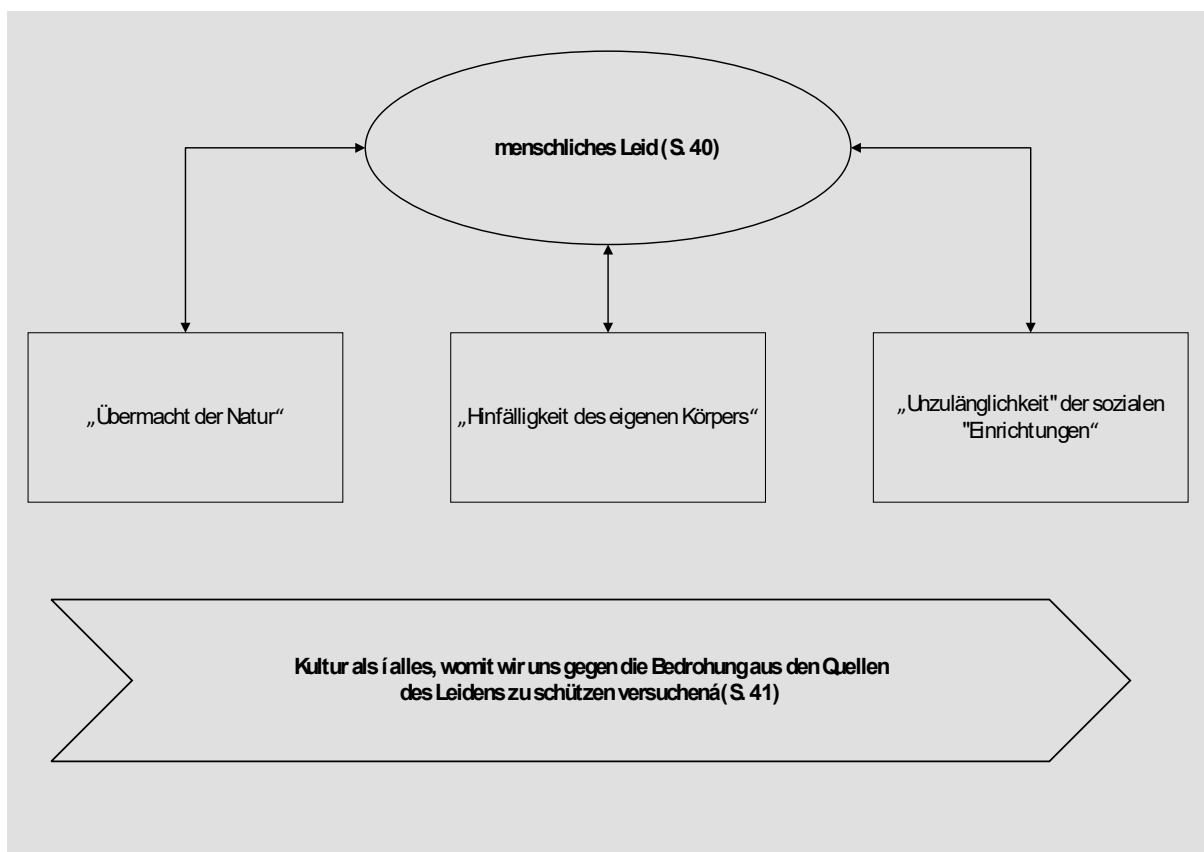 menschliches Leid ( S. 40)
„Übermacht der Natur“
„Hinfälligkeit des eigenen Körpers“
„Unzulänglichkeit" der sozialen
"Einrichtungen“
Kultur als í alles, womit wir uns gegen die Bedrohung aus den Quellen
des Leidens zu schützen versuchená ( S. 41)